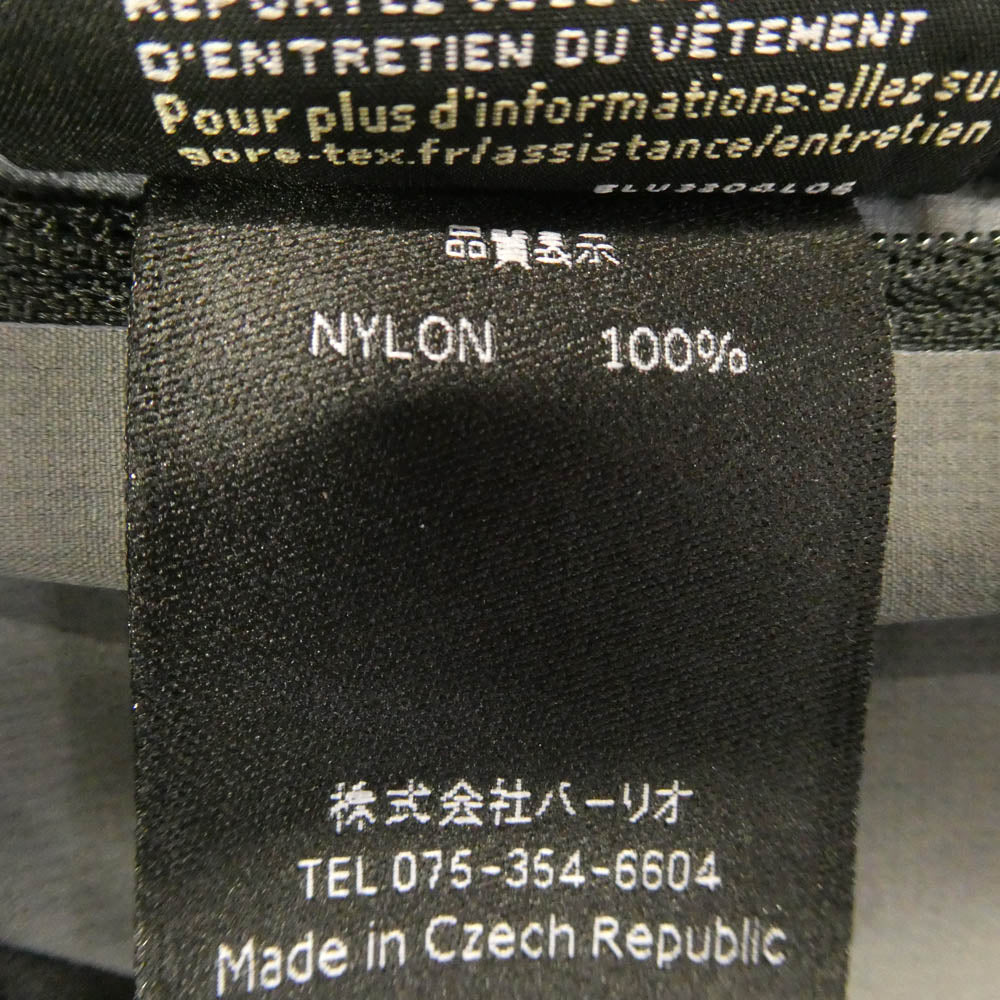 D'ENTRETIEN DU VÊTEMENT
Pour plus d'informations:allez sur
gore-tex.fr/assistance/entretien
品質表示
NYLON 100%
株式会社バーリオ
TEL 075-354-6604
Made in Czech Republic